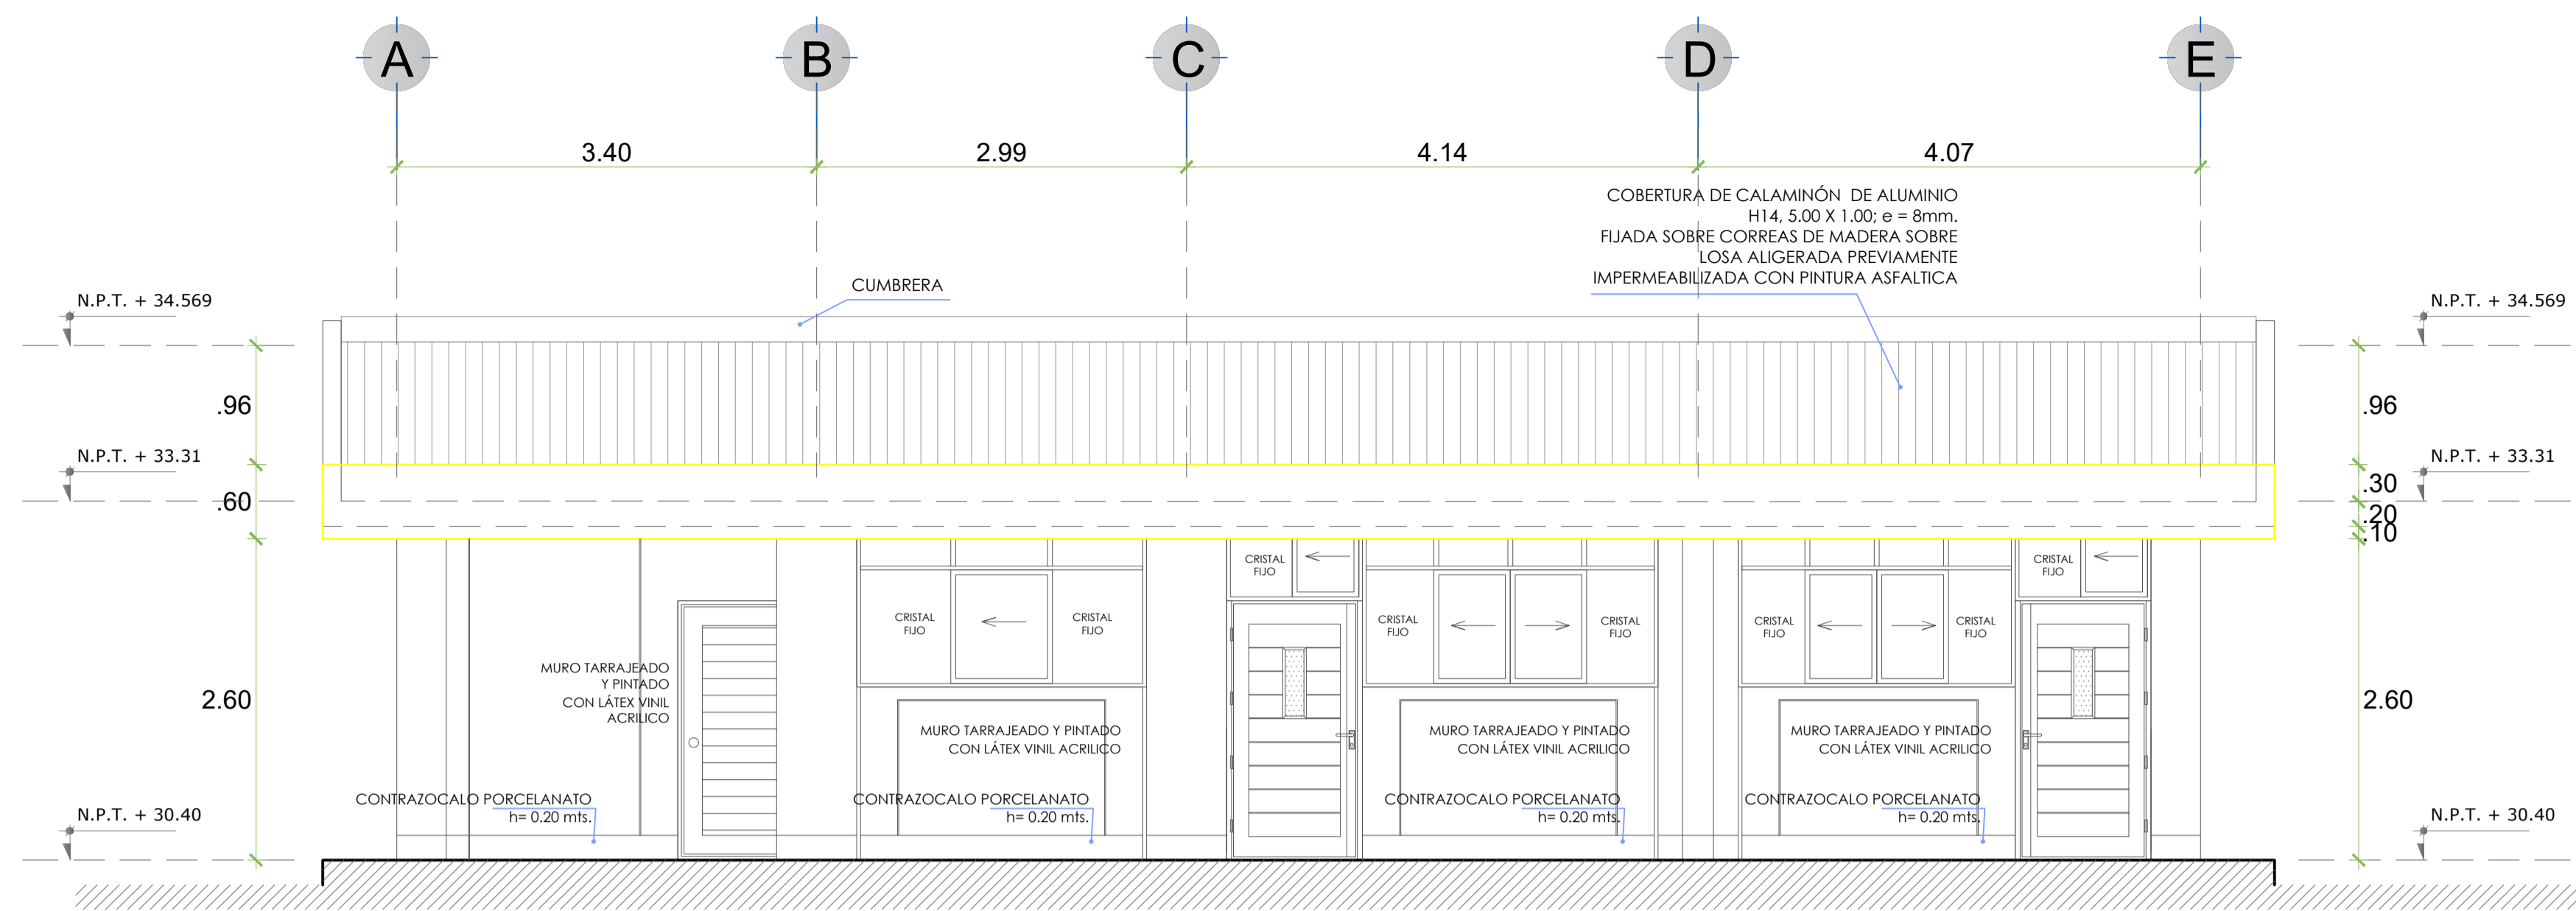 A B C D E
3.40 2.99 4.14 4.07
COBERTURA DE CALAMINÓN DE ALUMINIO
H14, 5.00 X 1.00; e = 8mm.
FIJADA SOBRE CORREAS DE MADERA SOBRE
LOSA ALIGERADA PREVIAMENTE
IMPERMEABILIZADA CON PINTURA ASFALTICA
CUMBRERA
N.P.T. + 34.569
N.P.T. + 34.569
.96
.96
N.P.T. + 33.31
N.P.T. + 33.31
.60
.30
.20
.10
CRISTAL
FIJO
CRISTAL
FIJO
CRISTAL
FIJO
CRISTAL
FIJO
CRISTAL
FIJO
CRISTAL
FIJO
CRISTAL
FIJO
CRISTAL
FIJO
2.60
MURO TARRAJEADO
Y PINTADO
CON LÁTEX VINIL
ACRILICO
MURO TARRAJEADO Y PINTADO
CON LÁTEX VINIL ACRILICO
MURO TARRAJEADO Y PINTADO
CON LÁTEX VINIL ACRILICO
MURO TARRAJEADO Y PINTADO
CON LÁTEX VINIL ACRILICO
2.60
N.P.T. + 30.40
CONTRAZOCALO PORCELANATO
h= 0.20 mts.
CONTRAZOCALO PORCELANATO
h= 0.20 mts.
CONTRAZOCALO PORCELANATO
h= 0.20 mts.
CONTRAZOCALO PORCELANATO
h= 0.20 mts.
N.P.T. + 30.40